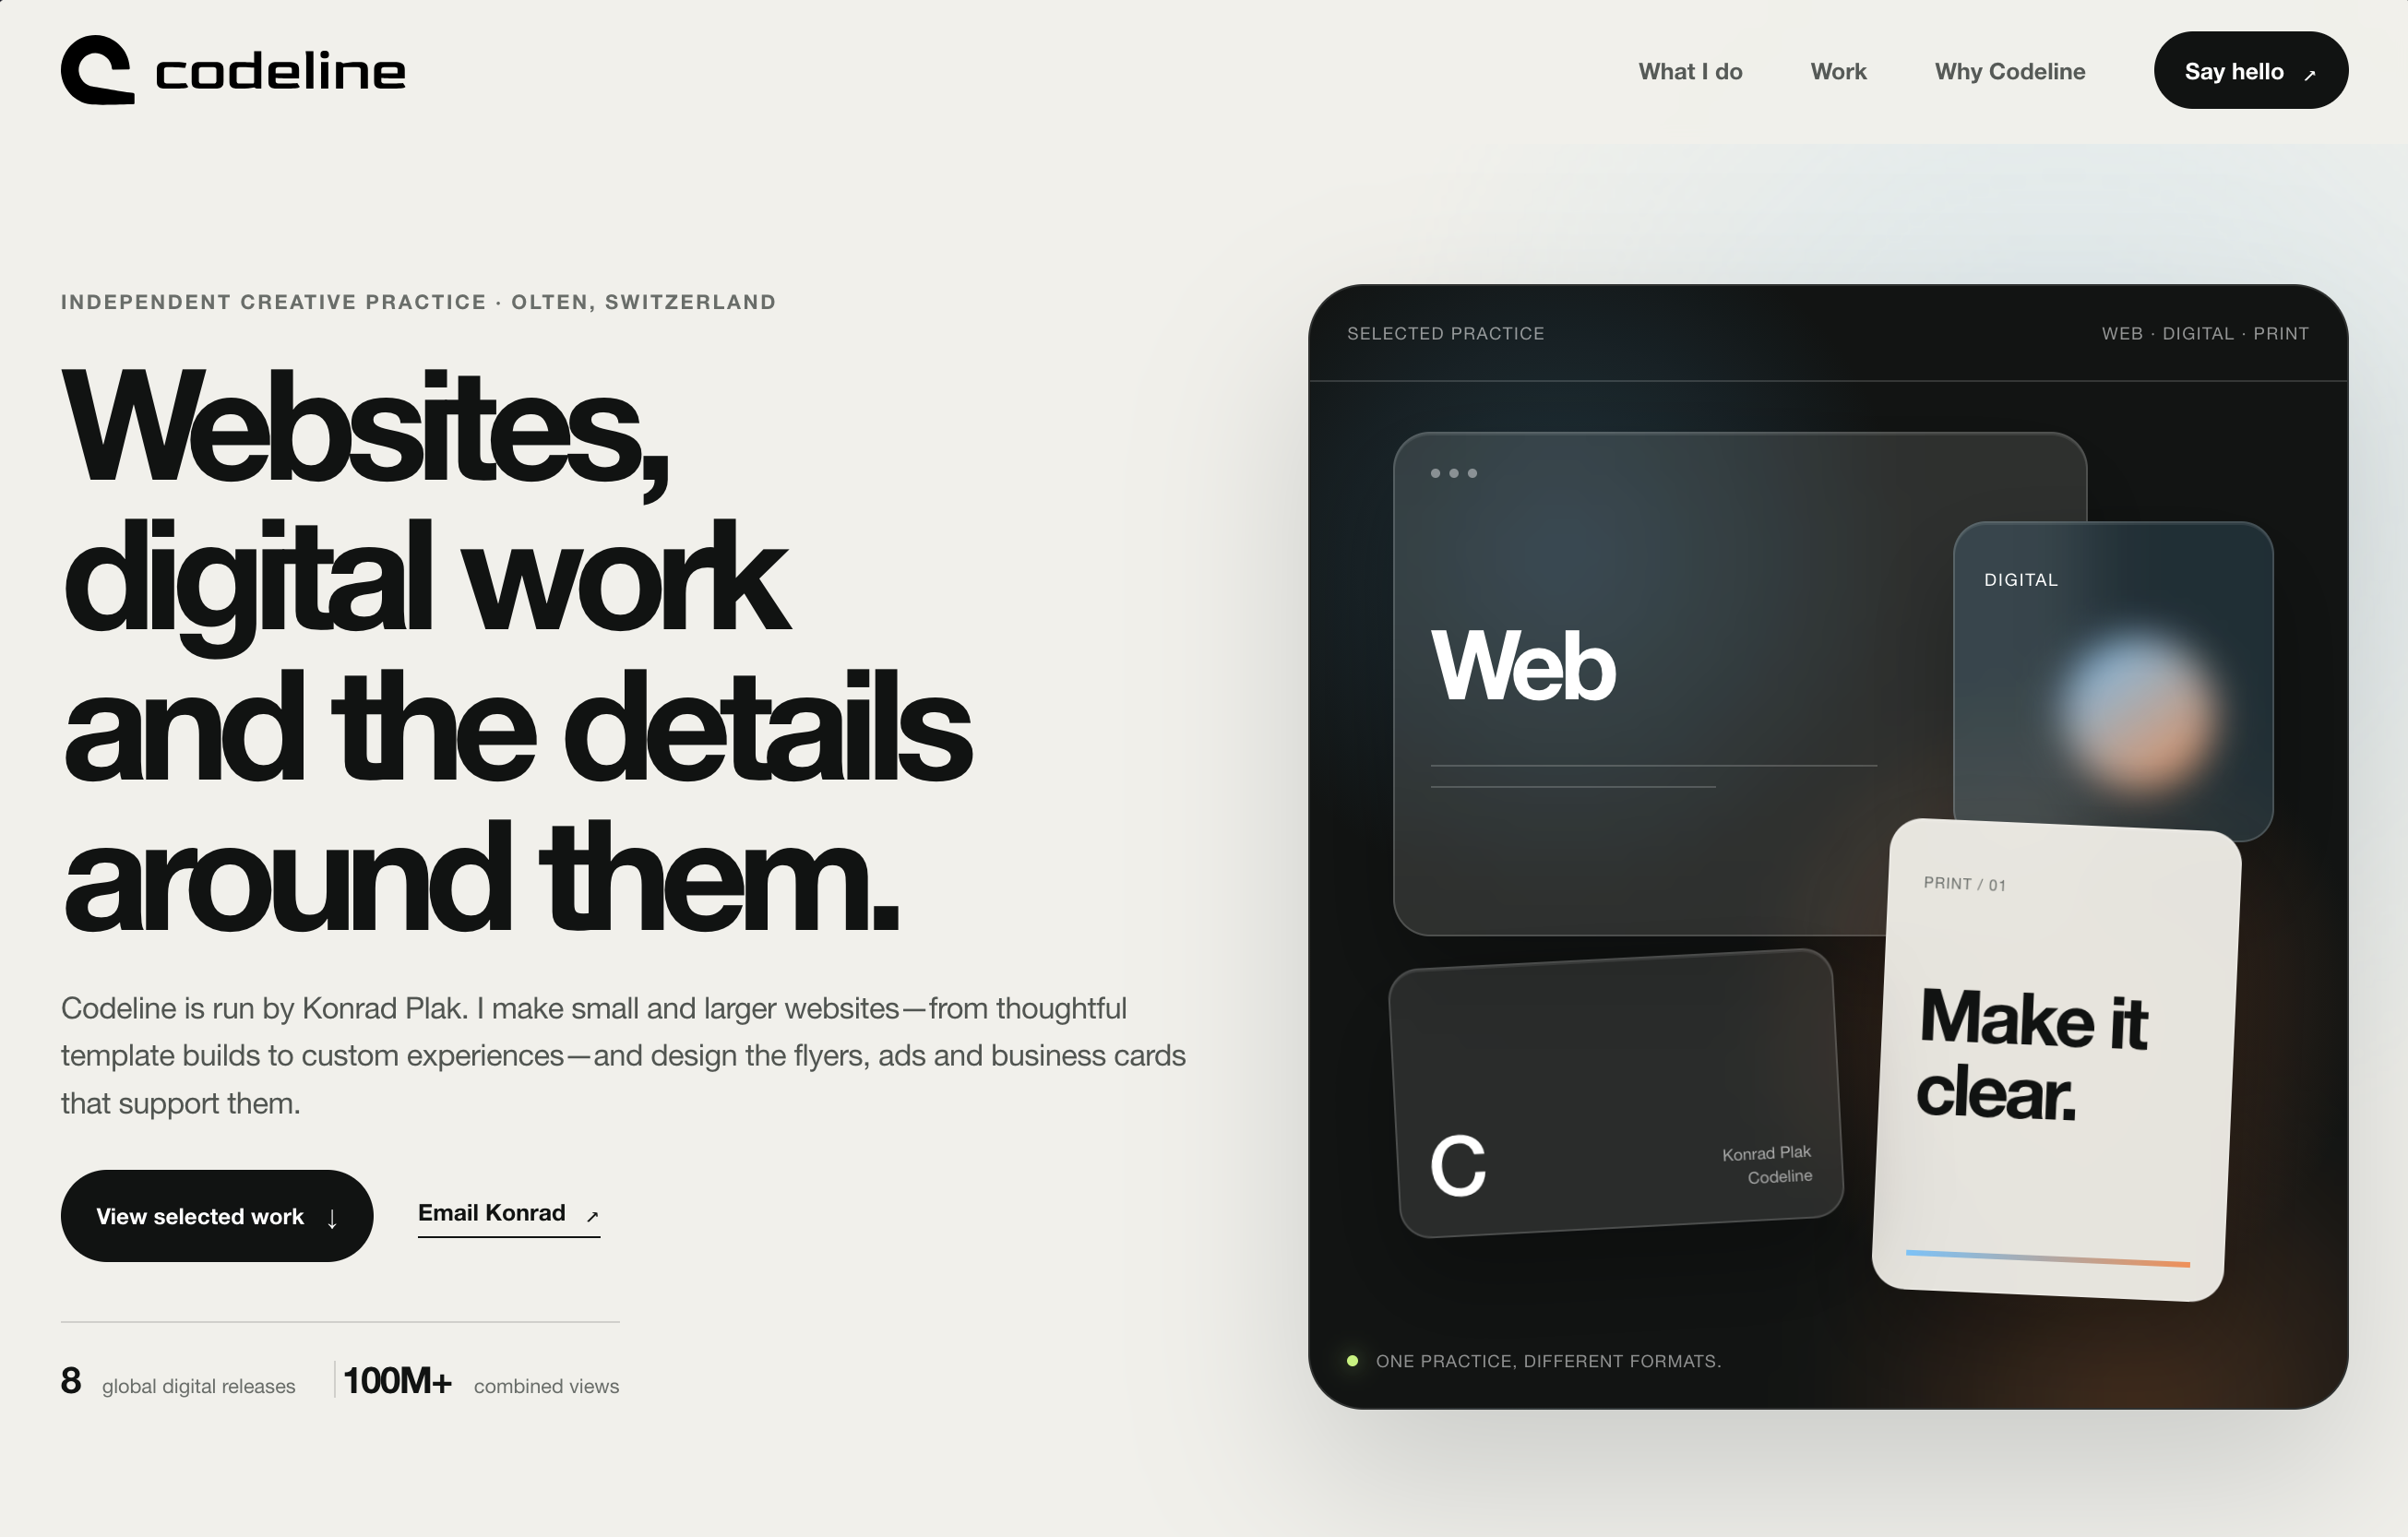 codeline
What I do
Work
Why Codeline
Say hello ↗
INDEPENDENT CREATIVE PRACTICE · OLTEN, SWITZERLAND
Websites,
digital work
and the details
around them.
Codeline is run by Konrad Plak. I make small and larger websites—from thoughtful
template builds to custom experiences—and design the flyers, ads and business cards
that support them.
View selected work ↓
Email Konrad ↗
8 global digital releases
100M+ combined views
SELECTED PRACTICE
WEB · DIGITAL · PRINT
Web
DIGITAL
PRINT / 01
Make it
clear.
C
Konrad Plak
Codeline
ONE PRACTICE, DIFFERENT FORMATS.